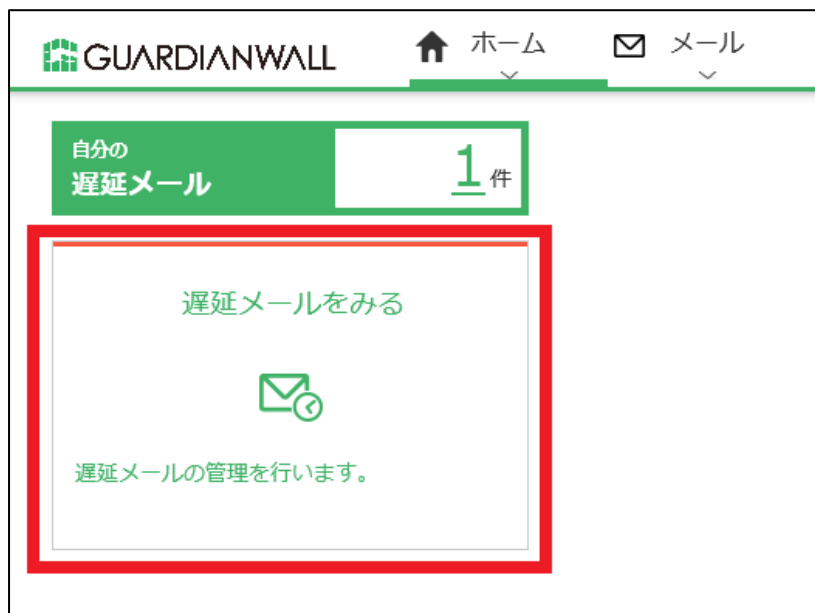 GUARDIANWALL
ホーム
メール
自分の
遅延メール
1件
遅延メールをみる
遅延メールの管理を行います。